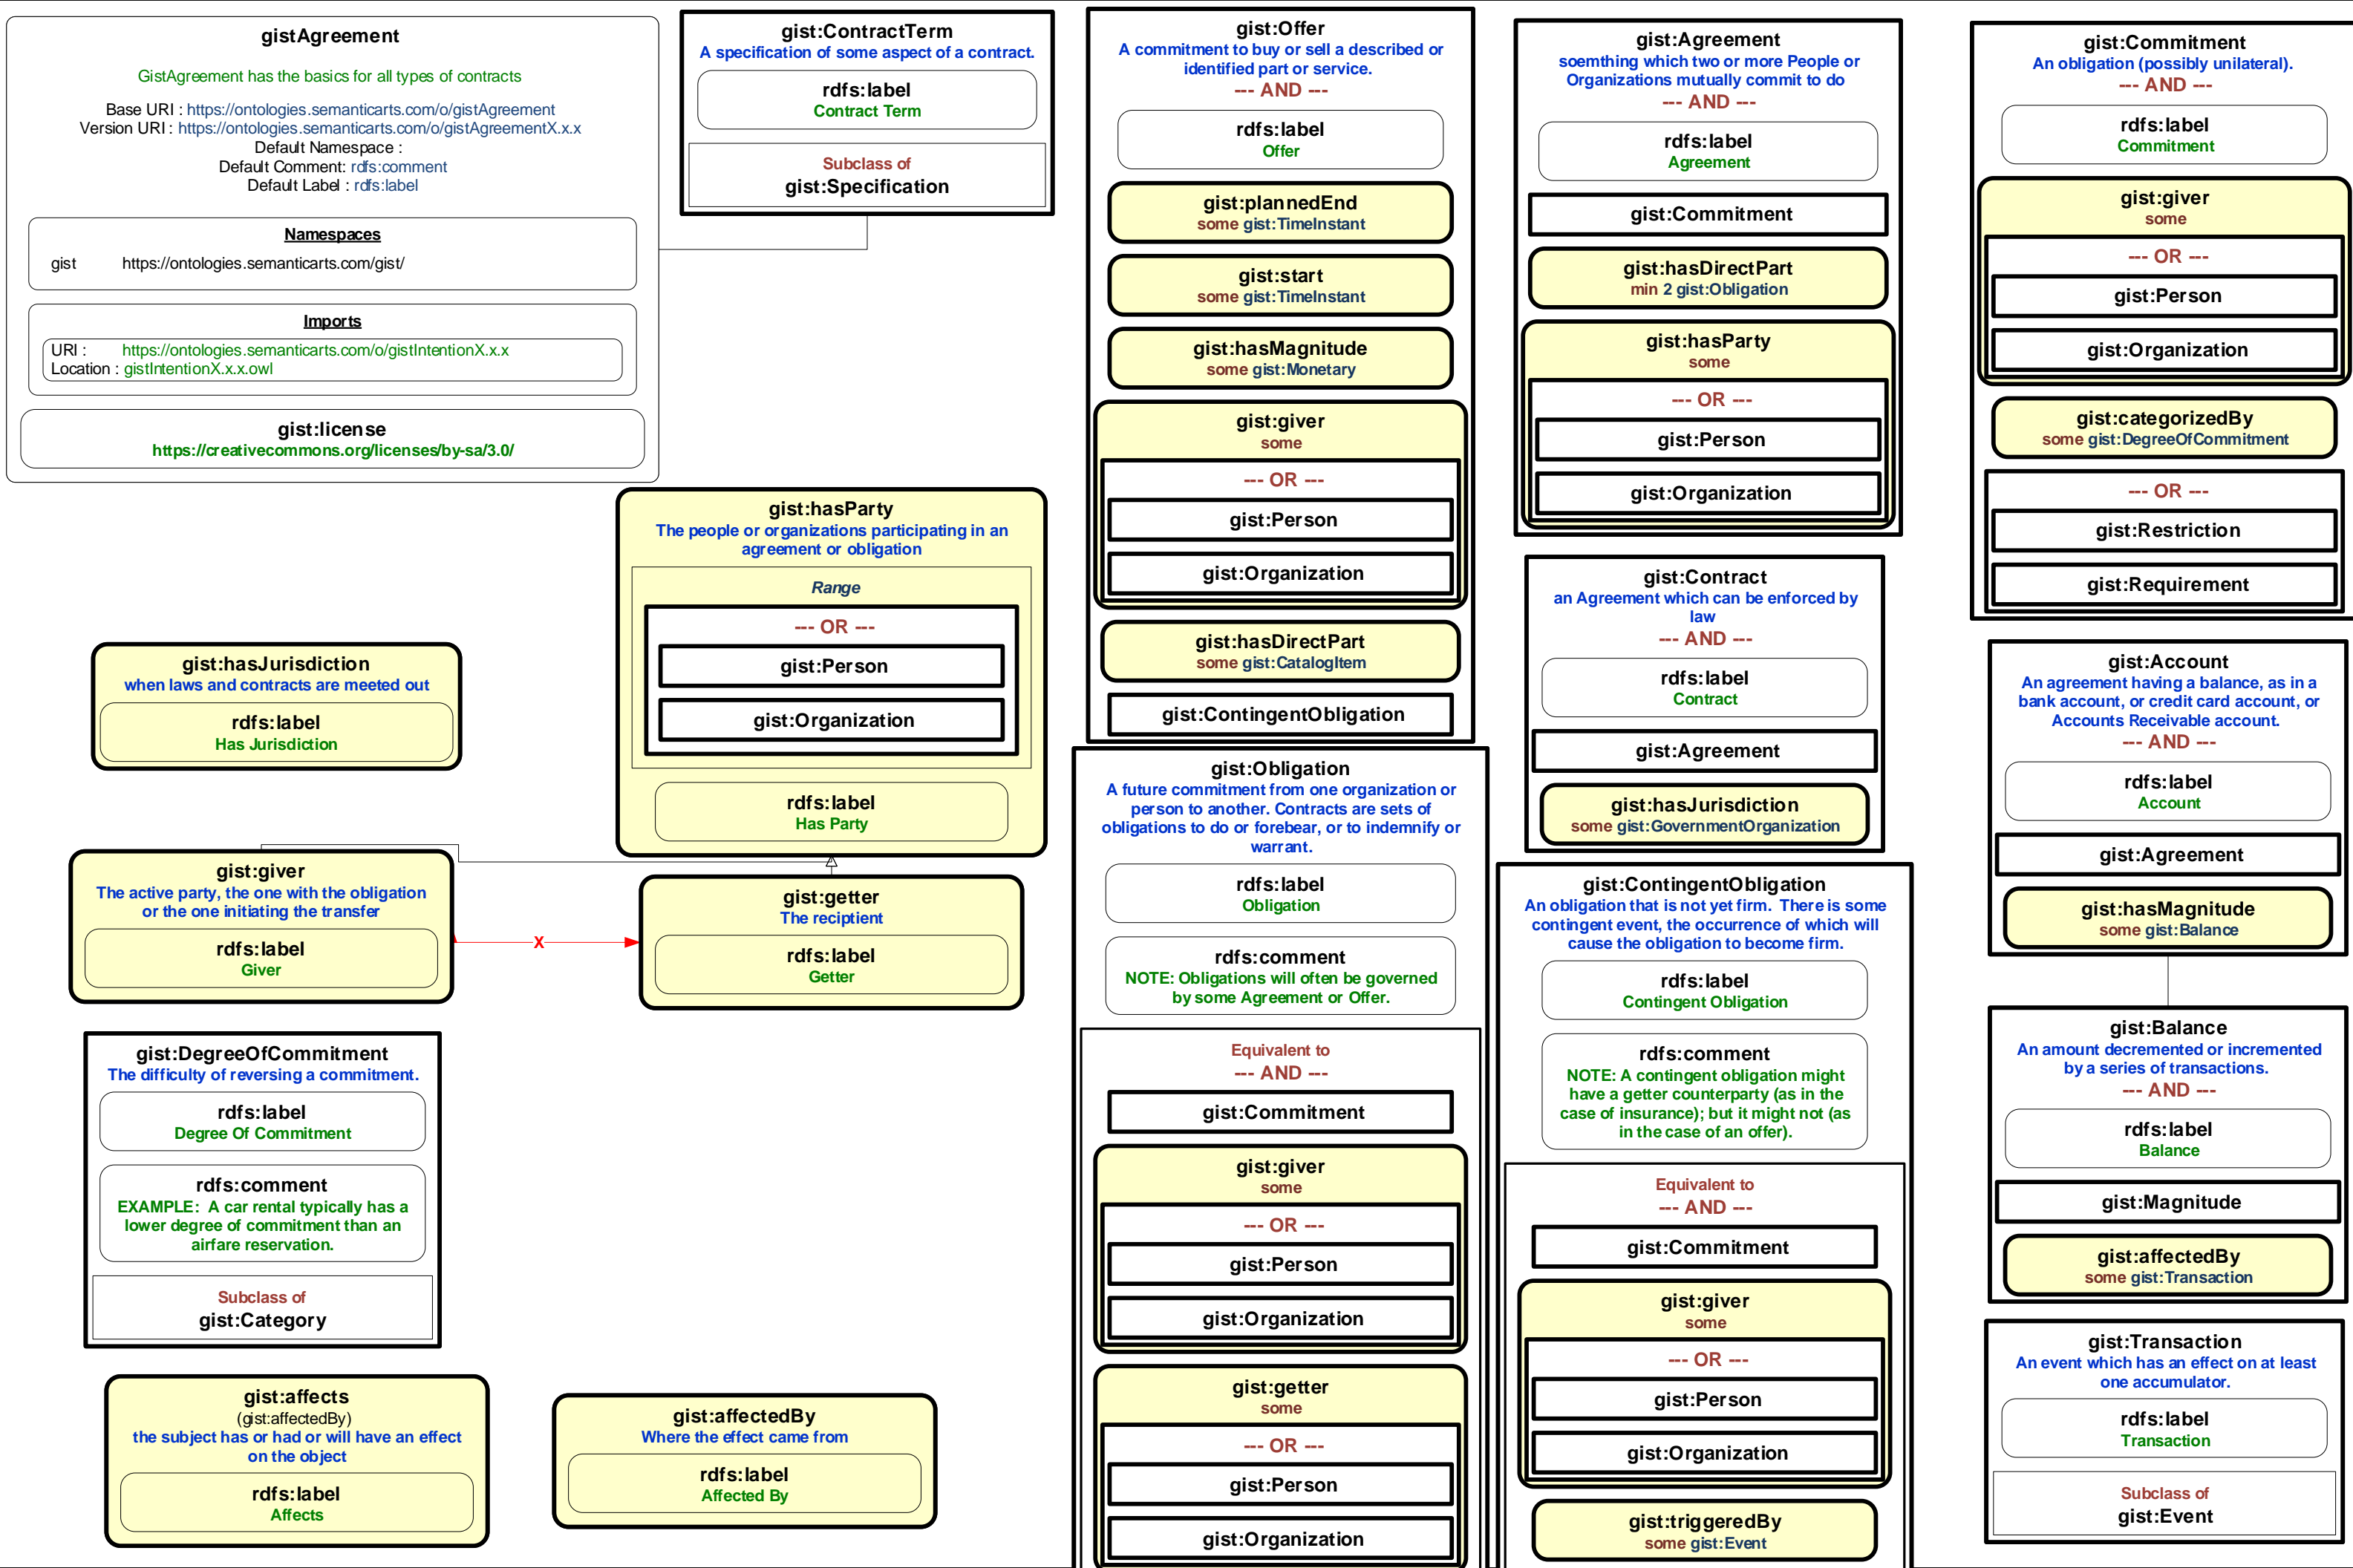 gistAgreement
GistAgreement has the basics for all types of contracts
Base URI : https://ontologies.semanticarts.com/o/gistAgreement
Version URI : https://ontologies.semanticarts.com/o/gistAgreementX.x.x
Default Namespace :
Default Comment: rdfs:comment
Default Label : rdfs:label
Namespaces
gist https://ontologies.semanticarts.com/gist/
Imports
URI : https://ontologies.semanticarts.com/o/gistIntentionX.x.x
Location : gistIntentionX.x.x.owl
gist:license
https://creativecommons.org/licenses/by-sa/3.0/
gist:ContractTerm
A specification of some aspect of a contract.
rdfs:label
Contract Term
Subclass of
gist:Specification
gist:hasParty
The people or organizations participating in an
agreement or obligation
Range
--- OR ---
gist:Person
gist:Organization
rdfs:label
Has Party
gist:hasJurisdiction
when laws and contracts are meeted out
rdfs:label
Has Jurisdiction
gist:giver
The active party, the one with the obligation
or the one initiating the transfer
rdfs:label
Giver
X
gist:getter
The reciptient
rdfs:label
Getter
gist:DegreeOfCommitment
The difficulty of reversing a commitment.
rdfs:label
Degree Of Commitment
rdfs:comment
EXAMPLE: A car rental typically has a
lower degree of commitment than an
airfare reservation.
Subclass of
gist:Category
gist:affects
(gist:affectedBy)
the subject has or had or will have an effect
on the object
rdfs:label
Affects
gist:affectedBy
Where the effect came from
rdfs:label
Affected By
gist:Offer
A commitment to buy or sell a described or
identified part or service.
--- AND ---
rdfs:label
Offer
gist:plannedEnd
some gist:TimeInstant
gist:start
some gist:TimeInstant
gist:hasMagnitude
some gist:Monetary
gist:giver
some
--- OR ---
gist:Person
gist:Organization
gist:hasDirectPart
some gist:CatalogItem
gist:ContingentObligation
gist:Obligation
A future commitment from one organization or
person to another. Contracts are sets of
obligations to do or forebear, or to indemnify or
warrant.
rdfs:label
Obligation
rdfs:comment
NOTE: Obligations will often be governed
by some Agreement or Offer.
Equivalent to
--- AND ---
gist:Commitment
gist:giver
some
--- OR ---
gist:Person
gist:Organization
gist:getter
some
--- OR ---
gist:Person
gist:Organization
gist:Agreement
soemthing which two or more People or
Organizations mutually commit to do
--- AND ---
rdfs:label
Agreement
gist:Commitment
gist:hasDirectPart
min 2 gist:Obligation
gist:hasParty
some
--- OR ---
gist:Person
gist:Organization
gist:Contract
an Agreement which can be enforced by
law
--- AND ---
rdfs:label
Contract
gist:Agreement
gist:hasJurisdiction
some gist:GovernmentOrganization
gist:ContingentObligation
An obligation that is not yet firm. There is some
contingent event, the occurrence of which will
cause the obligation to become firm.
rdfs:label
Contingent Obligation
rdfs:comment
NOTE: A contingent obligation might
have a getter counterparty (as in the
case of insurance); but it might not (as
in the case of an offer).
Equivalent to
--- AND ---
gist:Commitment
gist:giver
some
--- OR ---
gist:Person
gist:Organization
gist:triggeredBy
some gist:Event
gist:Commitment
An obligation (possibly unilateral).
--- AND ---
rdfs:label
Commitment
gist:giver
some
--- OR ---
gist:Person
gist:Organization
gist:categorizedBy
some gist:DegreeOfCommitment
--- OR ---
gist:Restriction
gist:Requirement
gist:Account
An agreement having a balance, as in a
bank account, or credit card account, or
Accounts Receivable account.
--- AND ---
rdfs:label
Account
gist:Agreement
gist:hasMagnitude
some gist:Balance
gist:Balance
An amount decremented or incremented
by a series of transactions.
--- AND ---
rdfs:label
Balance
gist:Magnitude
gist:affectedBy
some gist:Transaction
gist:Transaction
An event which has an effect on at least
one accumulator.
rdfs:label
Transaction
Subclass of
gist:Event